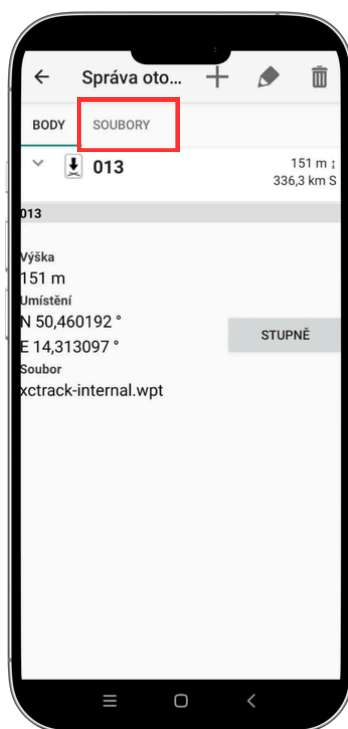 Správa oto...
BODY SOUBORY
013 151 m ↕
336,3 km S
013
Výška
151 m
Umístění
N 50,460192 °
E 14,313097 °
STUPNĚ
Soubor
xctrack-internal.wpt